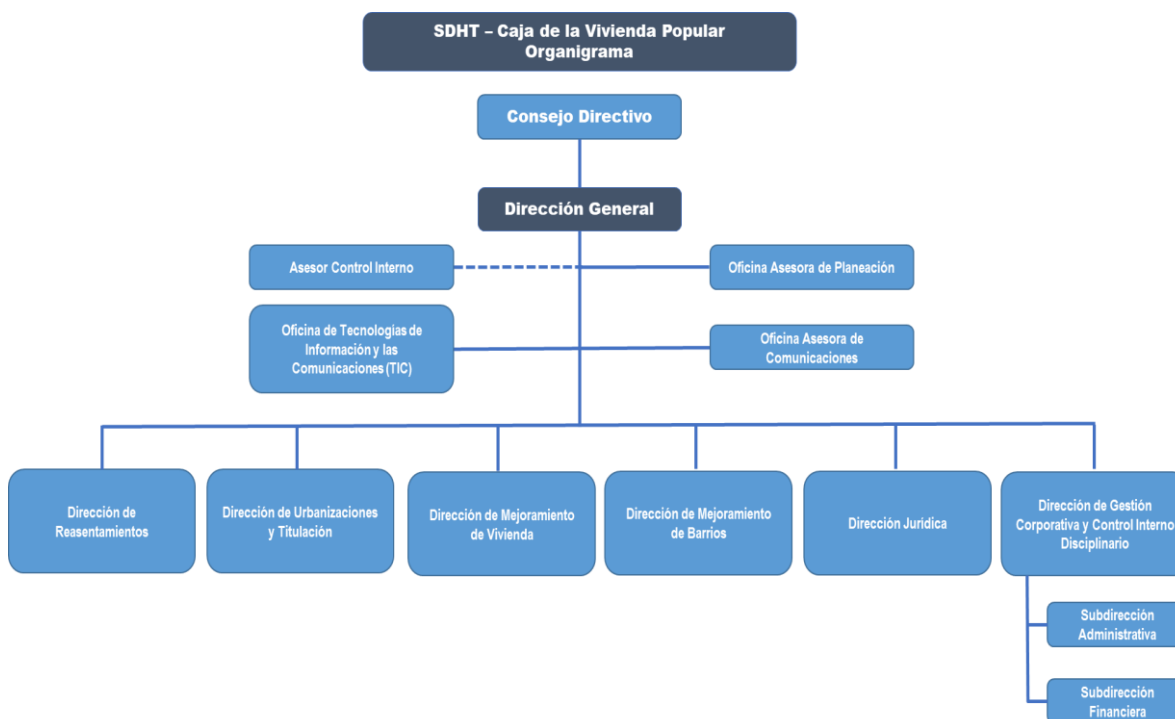 SDHT – Caja de la Vivienda Popular
Organigrama
Consejo Directivo
Dirección General
Asesor Control Interno
Oficina Asesora de Planeación
Oficina de Tecnologías de
Información y las
Comunicaciones (TIC)
Oficina Asesora de
Comunicaciones
Dirección de
Reasentamientos
Dirección de Urbanizaciones
y Titulación
Dirección de Mejoramiento
de Vivienda
Dirección de Mejoramiento
de Barrios
Dirección Jurídica
Dirección de Gestión
Corporativa y Control Interno
Disciplinario
Subdirección
Administrativa
Subdirección
Financiera